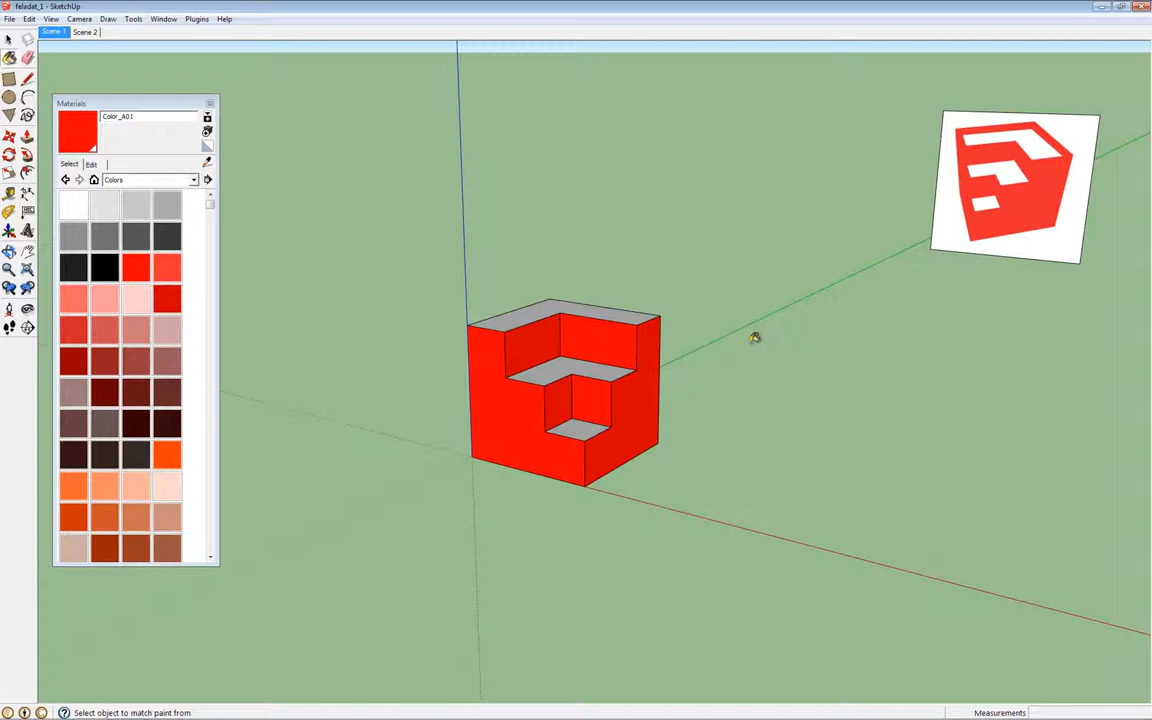 feladat_1 - SketchUp
File Edit View Camera Draw Tools Window Plugins Help
Scene 1 Scene 2
Materials
Color_A01
Select Edit
Colors
Select object to match paint from
Measurements